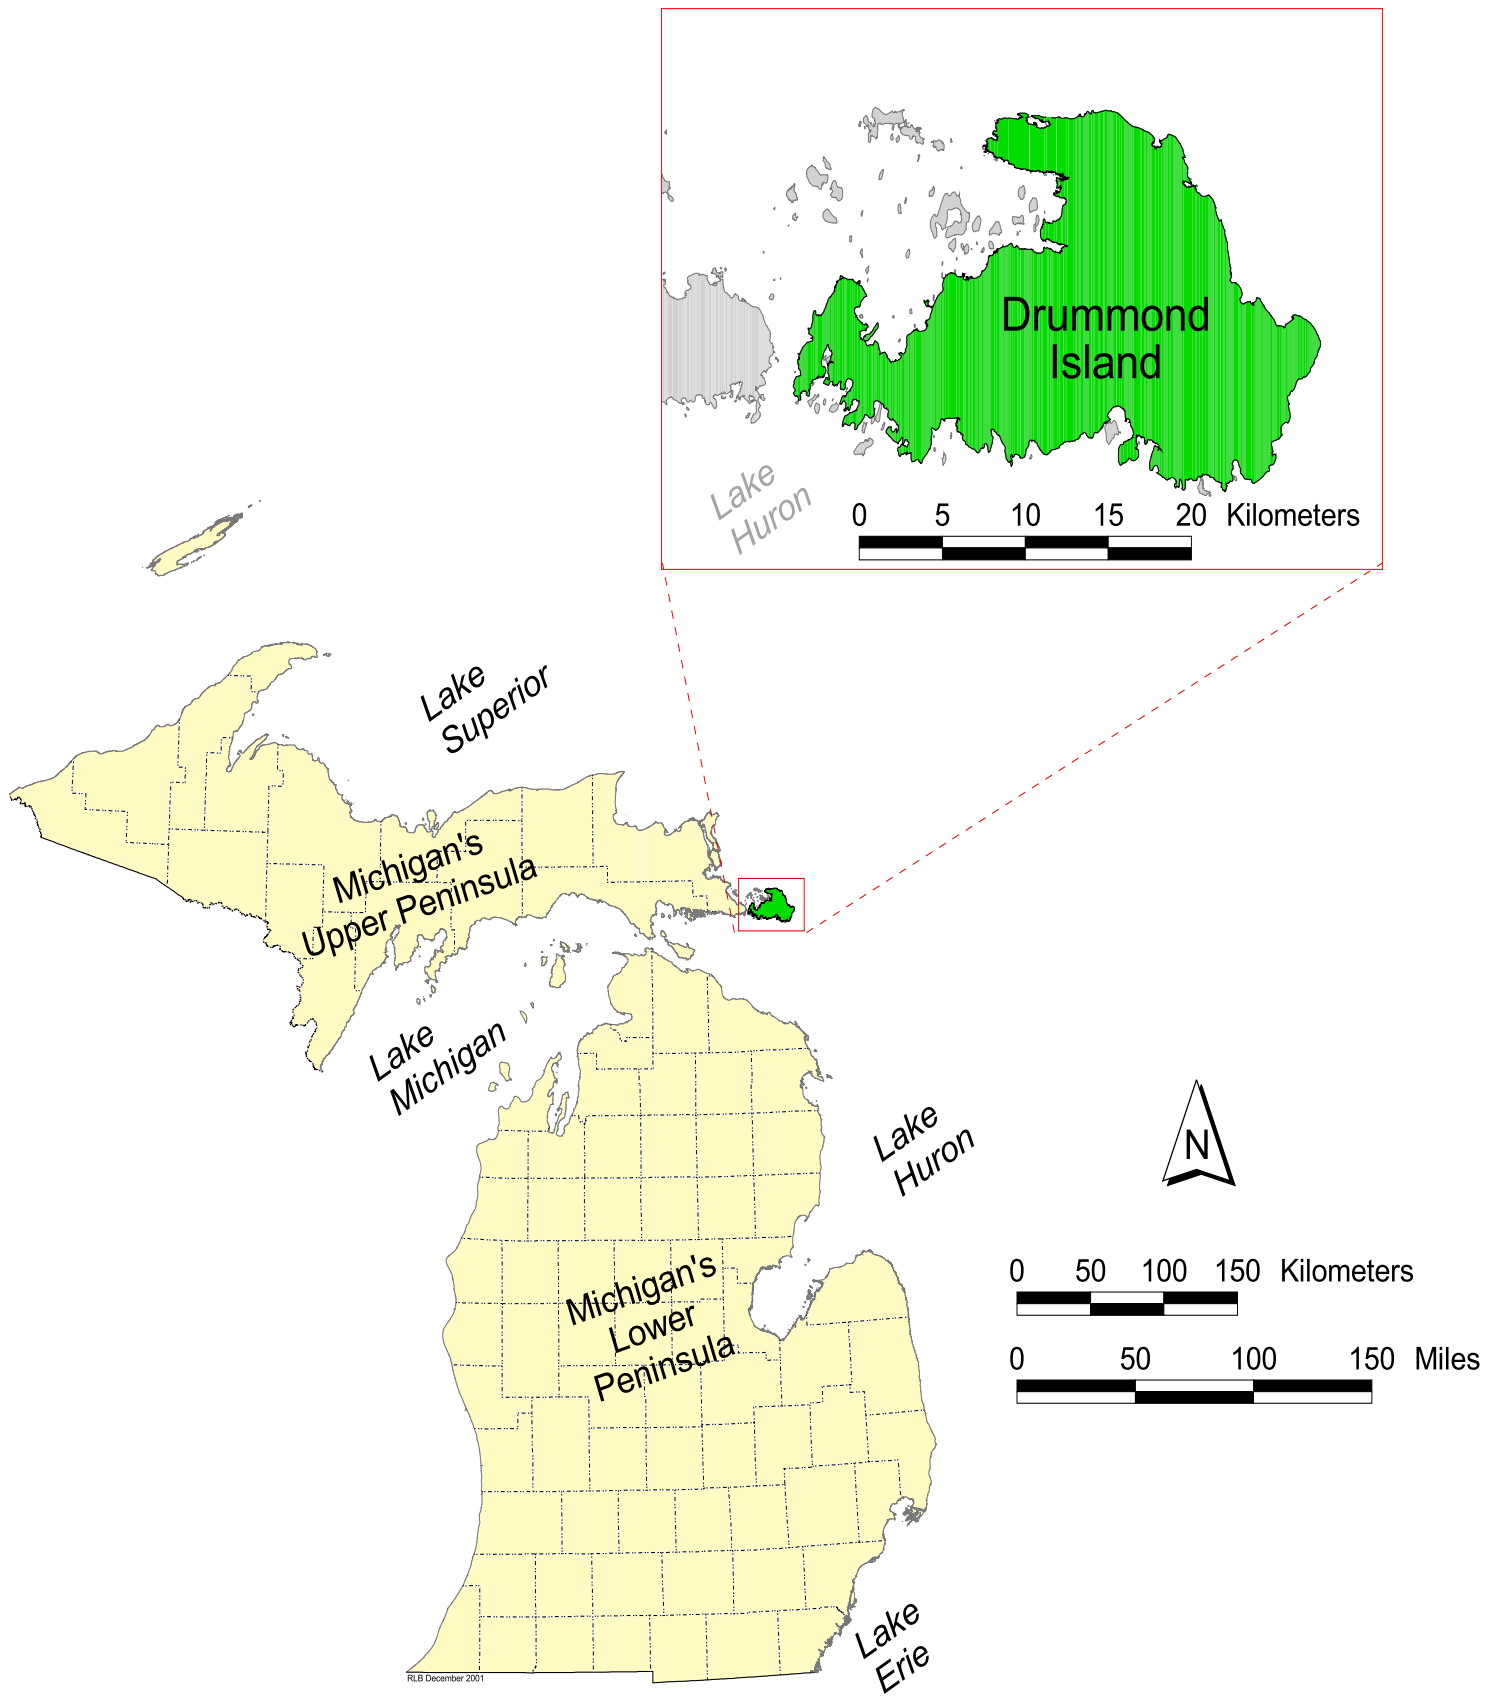 Drummond
Island
Lake
Huron
0 5 10 15 20 Kilometers
Lake
Superior
Michigan's
Upper Peninsula
Lake
Michigan
Lake
Huron
N
0 50 100 150 Kilometers
Michigan's
Lower
Peninsula
0 50 100 150 Miles
Lake
Erie
RLB December 2001